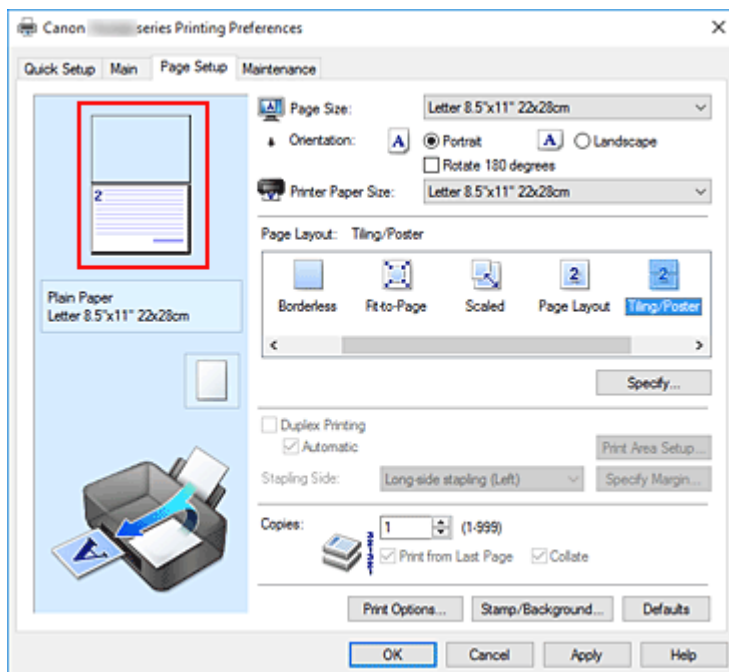 Canon series Printing Preferences
Quick Setup Main Page Setup Maintenance
2
Plain Paper
Letter 8.5"x11" 22x28cm
A
Page Size: Letter 8.5"x11" 22x28cm
Orientation: A Portrait A Landscape
Rotate 180 degrees
Printer Paper Size: Letter 8.5"x11" 22x28cm
Page Layout: Tiling/Poster
2 2
Borderless Fit-to-Page Scaled Page Layout Tiling/Poster
Specify...
Duplex Printing
Automatic Print Area Setup...
Stapling Side: Long-side stapling (Left) Specify Margin...
Copies: 1 (1-999)
Print from Last Page Collate
Print Options... Stamp/Background... Defaults
OK Cancel Apply Help